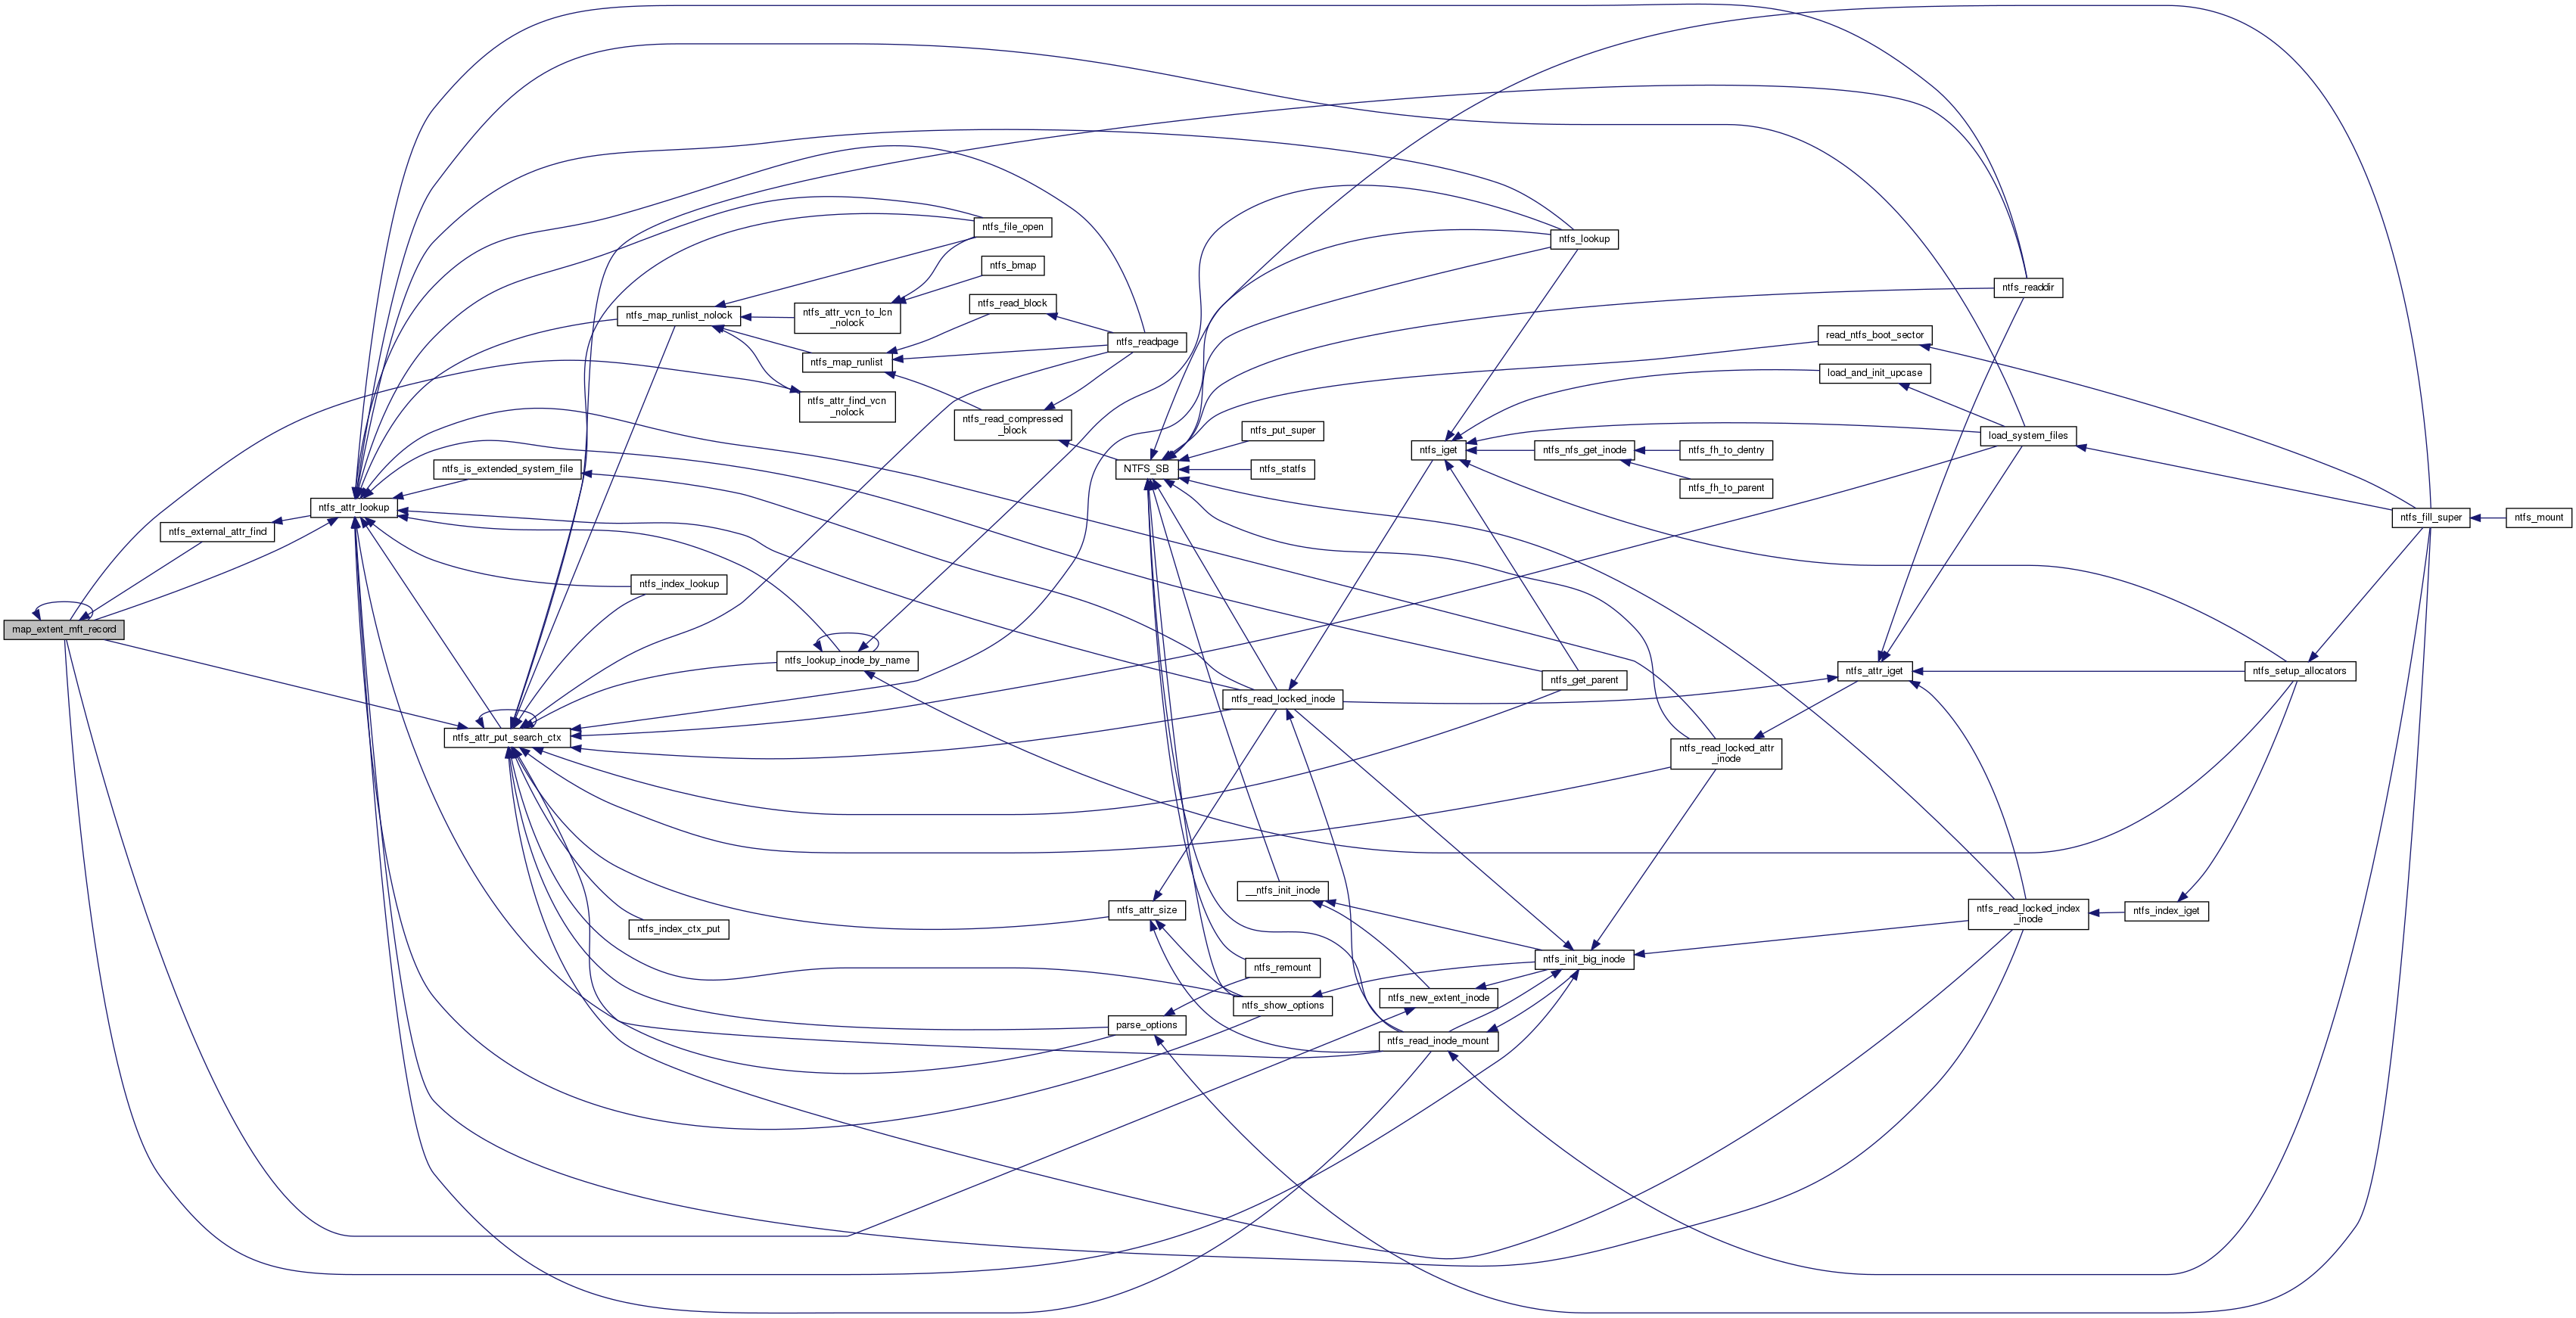 ntfs_file_open
ntfs_lookup
ntfs_bmap
ntfs_readdir
ntfs_read_block
ntfs_map_runlist_nolock
ntfs_attr_vcn_to_lcn
_nolock
read_ntfs_boot_sector
ntfs_readpage
ntfs_map_runlist
load_and_init_upcase
ntfs_attr_find_vcn
_nolock
ntfs_read_compressed
_block
ntfs_put_super
load_system_files
ntfs_iget
ntfs_nfs_get_inode
ntfs_fh_to_dentry
ntfs_is_extended_system_file
NTFS_SB
ntfs_statfs
ntfs_fh_to_parent
ntfs_attr_lookup
ntfs_fill_super
ntfs_mount
ntfs_external_attr_find
ntfs_index_lookup
map_extent_mft_record
ntfs_lookup_inode_by_name
ntfs_attr_iget
ntfs_setup_allocators
ntfs_get_parent
ntfs_read_locked_inode
ntfs_attr_put_search_ctx
ntfs_read_locked_attr
_inode
__ntfs_init_inode
ntfs_attr_size
ntfs_read_locked_index
_inode
ntfs_index_iget
ntfs_index_ctx_put
ntfs_init_big_inode
ntfs_remount
ntfs_new_extent_inode
ntfs_show_options
parse_options
ntfs_read_inode_mount